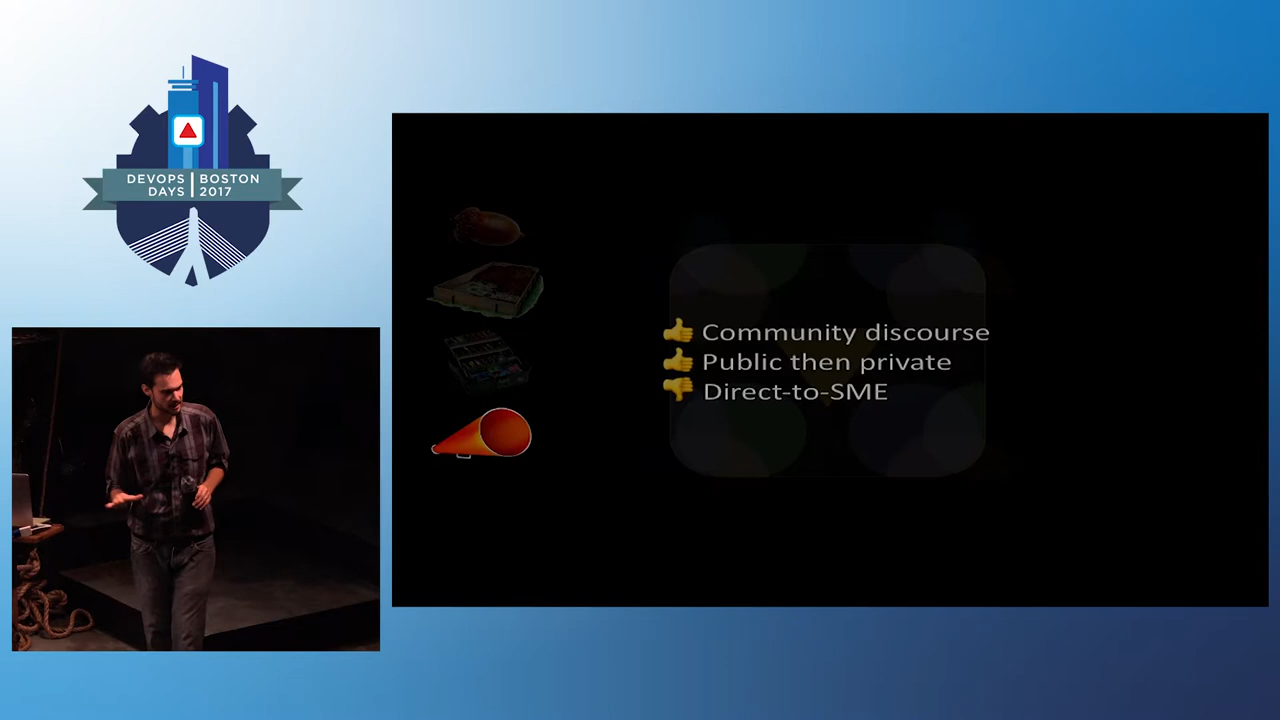 DEVOPS BOSTON
DAYS 2017
Community discourse
Public then private
Direct-to-SME